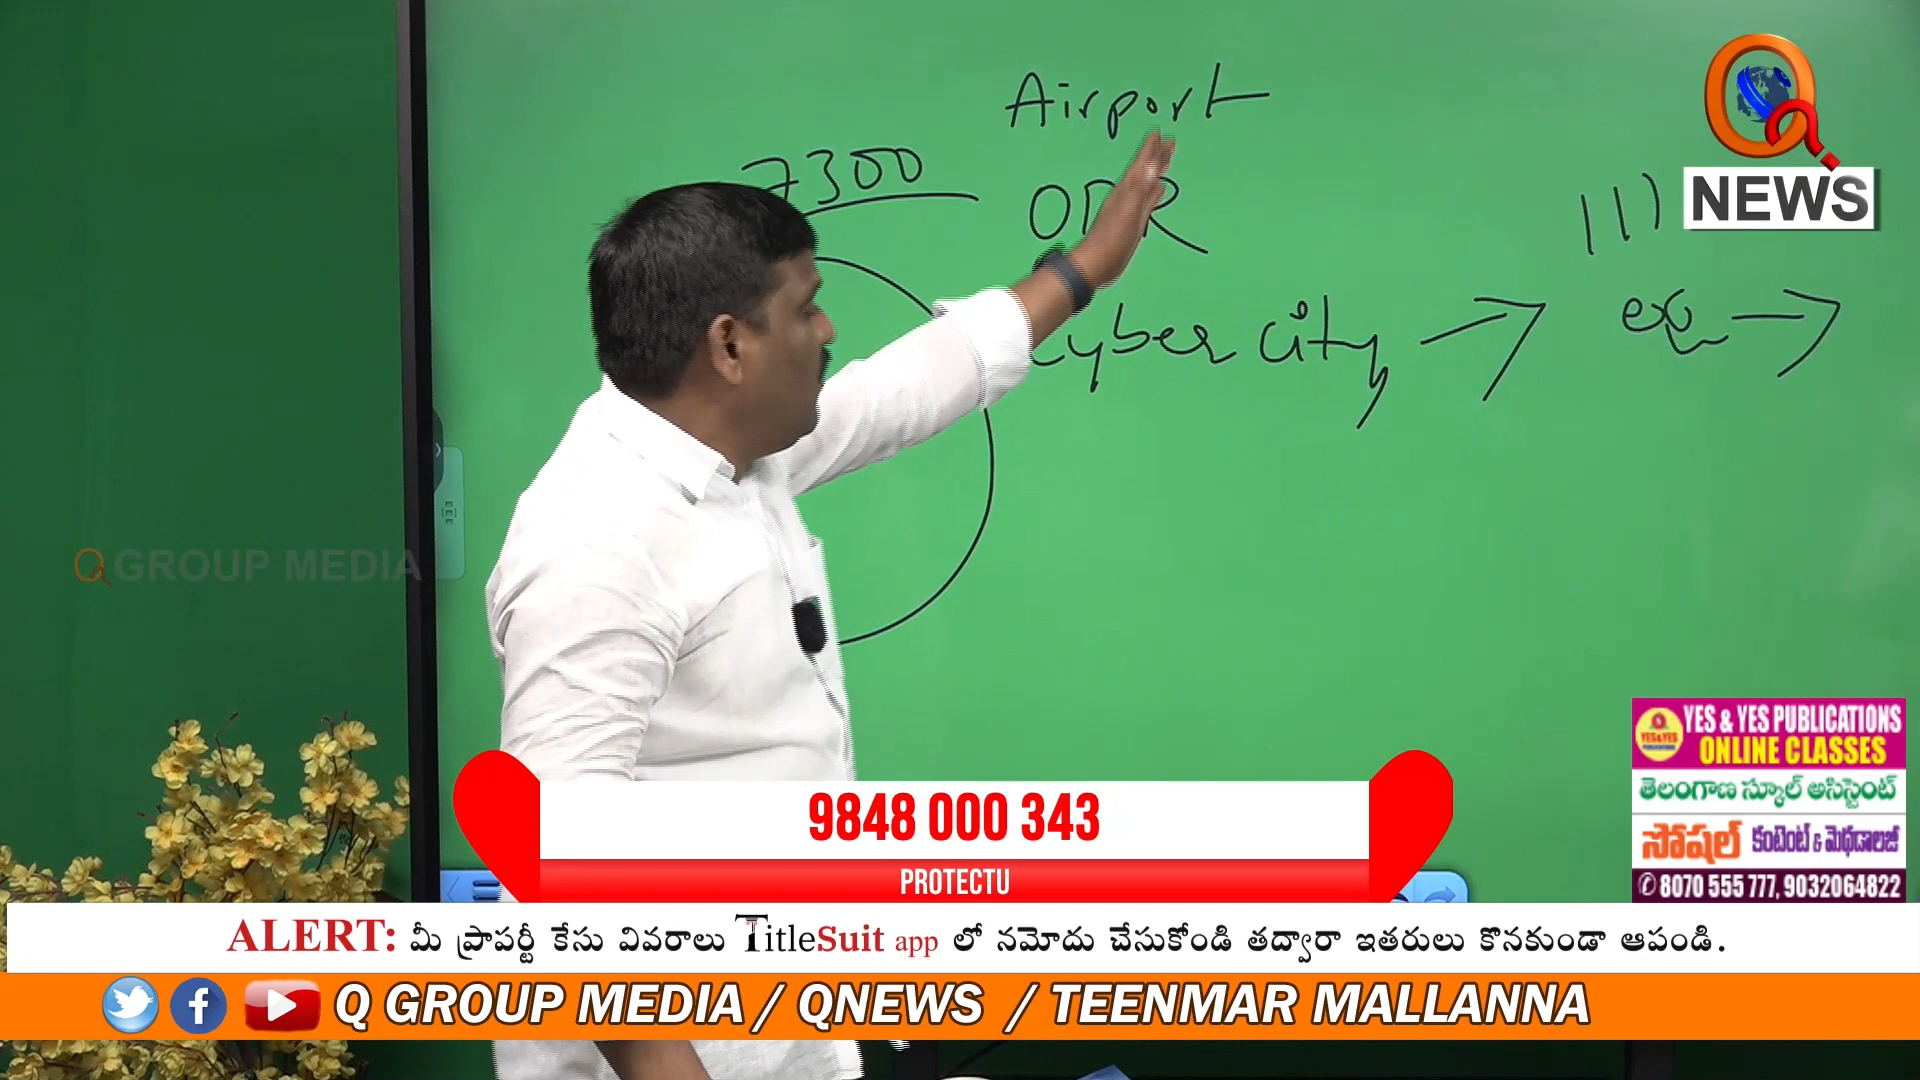 Airport
7300
NEWS
111)
Cyber city
GROUP MEDIA
YES & YES PUBLICATIONS
ONLINE CLASSES
తెలంగాణ స్కూల్ అసిస్టెంట్
సోషల్ కంటెంట్ & మెథడాలజీ
8070 555 777, 9032064822
9848 000 343
PROTECTU
ALERT: మీ ప్రాపర్టీ కేసు వివరాలు TitleSuit app లో నమోదు చేసుకోండి తద్వారా ఇతరులు కొనకుండా ఆపండి.
Q GROUP MEDIA / QNEWS / TEENMAR MALLANNA